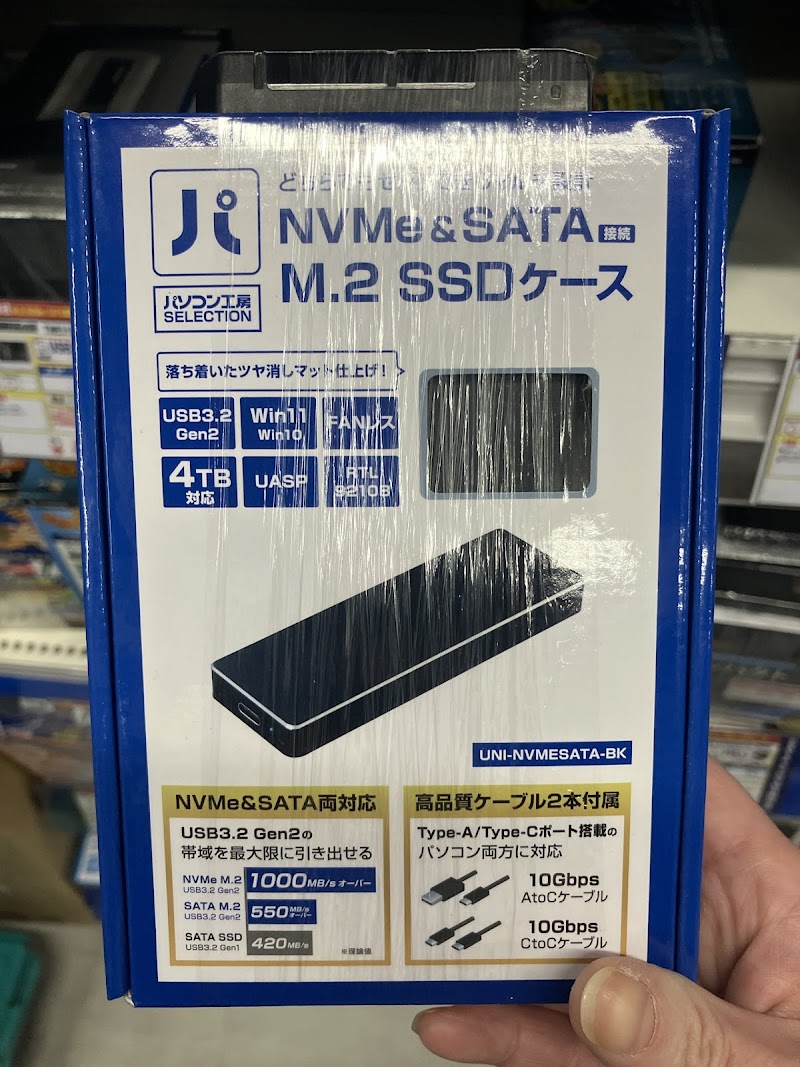 パ
パソコン工房
SELECTION
NVMe&SATA接続
M.2 SSDケース
落ち着いたツヤ消しマット仕上げ!
USB3.2
Gen2
Win11
Win10
FANレス
4TB
対応
UASP
RTL
9210B
UNI-NVMESATA-BK
NVMe&SATA両対応
USB3.2 Gen2の
帯域を最大限に引き出せる
NVMe M.2
USB3.2 Gen2
1000MB/s オーバー
SATA M.2
USB3.2 Gen2
550MB/s
オーバー
SATA SSD
USB3.2 Gen1
420MB/s
※理論値
高品質ケーブル2本付属
Type-A/Type-Cポート搭載の
パソコン両方に対応
10Gbps
AtoCケーブル
10Gbps
CtoCケーブル